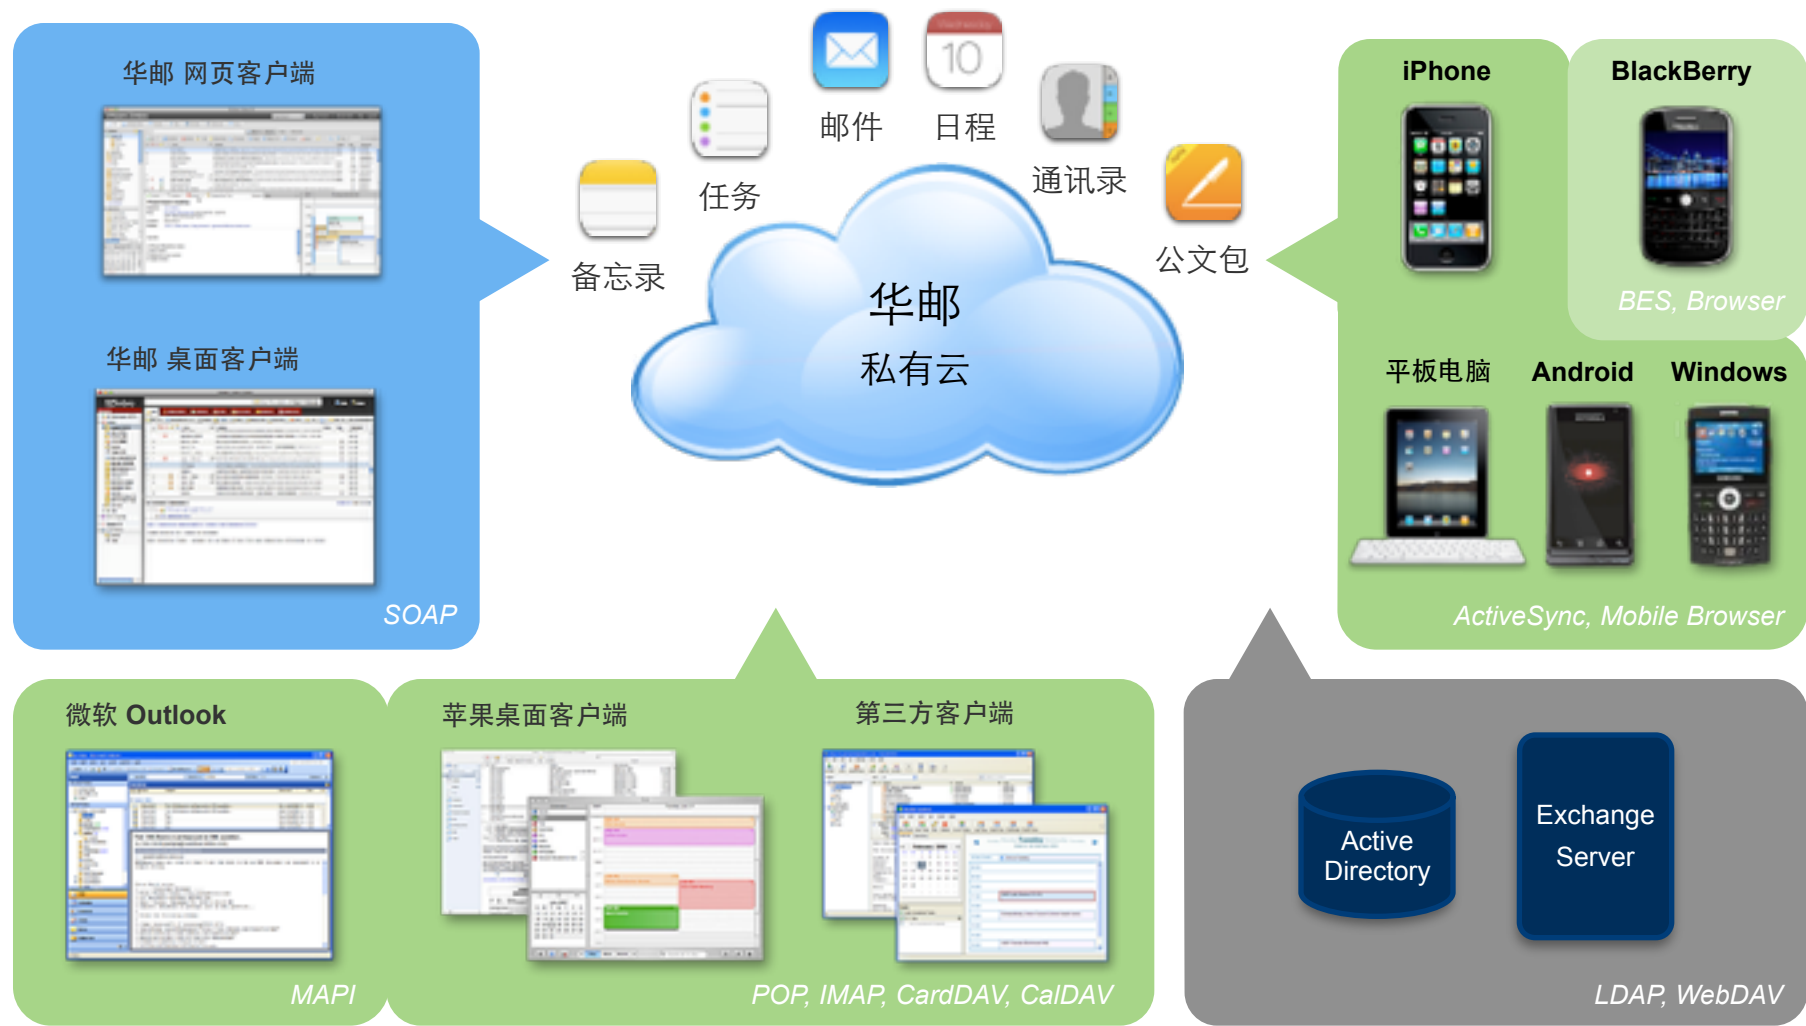 华邮 网页客户端
华邮 桌面客户端
SOAP
备忘录
任务
邮件
10
日程
通讯录
公文包
华邮
私有云
iPhone
BlackBerry
BES, Browser
平板电脑
Android
Windows
ActiveSync, Mobile Browser
微软 Outlook
MAPI
苹果桌面客户端
第三方客户端
POP, IMAP, CardDAV, CalDAV
Active
Directory
Exchange
Server
LDAP, WebDAV